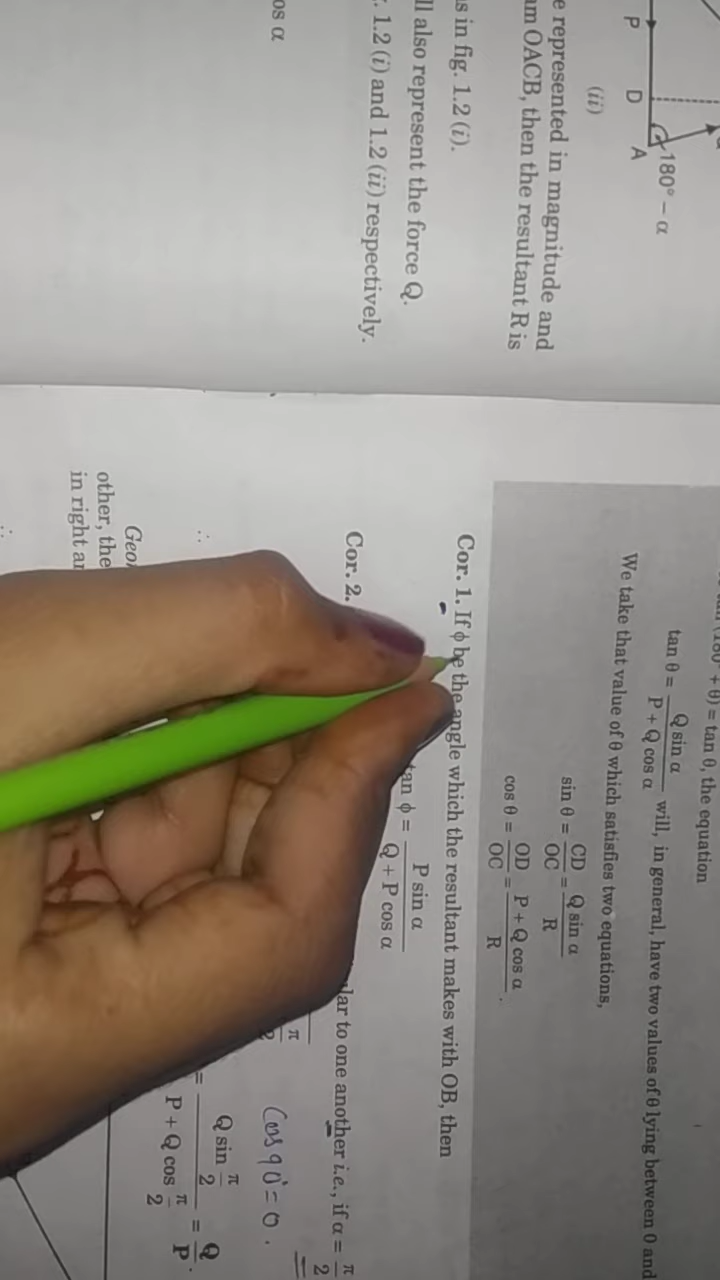 P D A 180° – α
(ii)
e represented in magnitude and
am OACB, then the resultant R is
s in fig. 1.2 (i).
ll also represent the force Q.
. 1.2 (i) and 1.2 (ii) respectively.
os α
+ θ) = tan θ, the equation
tan θ = Q sin α / P + Q cos α will, in general, have two values of θ lying between 0 and
We take that value of θ which satisfies two equations,
sin θ = CD / OC = Q sin α / R
cos θ = OD / OC = P + Q cos α / R .
Cor. 1. If ϕ be the angle which the resultant makes with OB, then
tan ϕ = P sin α / Q + P cos α
Cor. 2. lar to one another i.e., if α = π / 2
π / 2
Cos 90° = 0.
∴ = Q sin π / 2 / P + Q cos π / 2 = Q / P .
Geo
other, the
in right a
∴